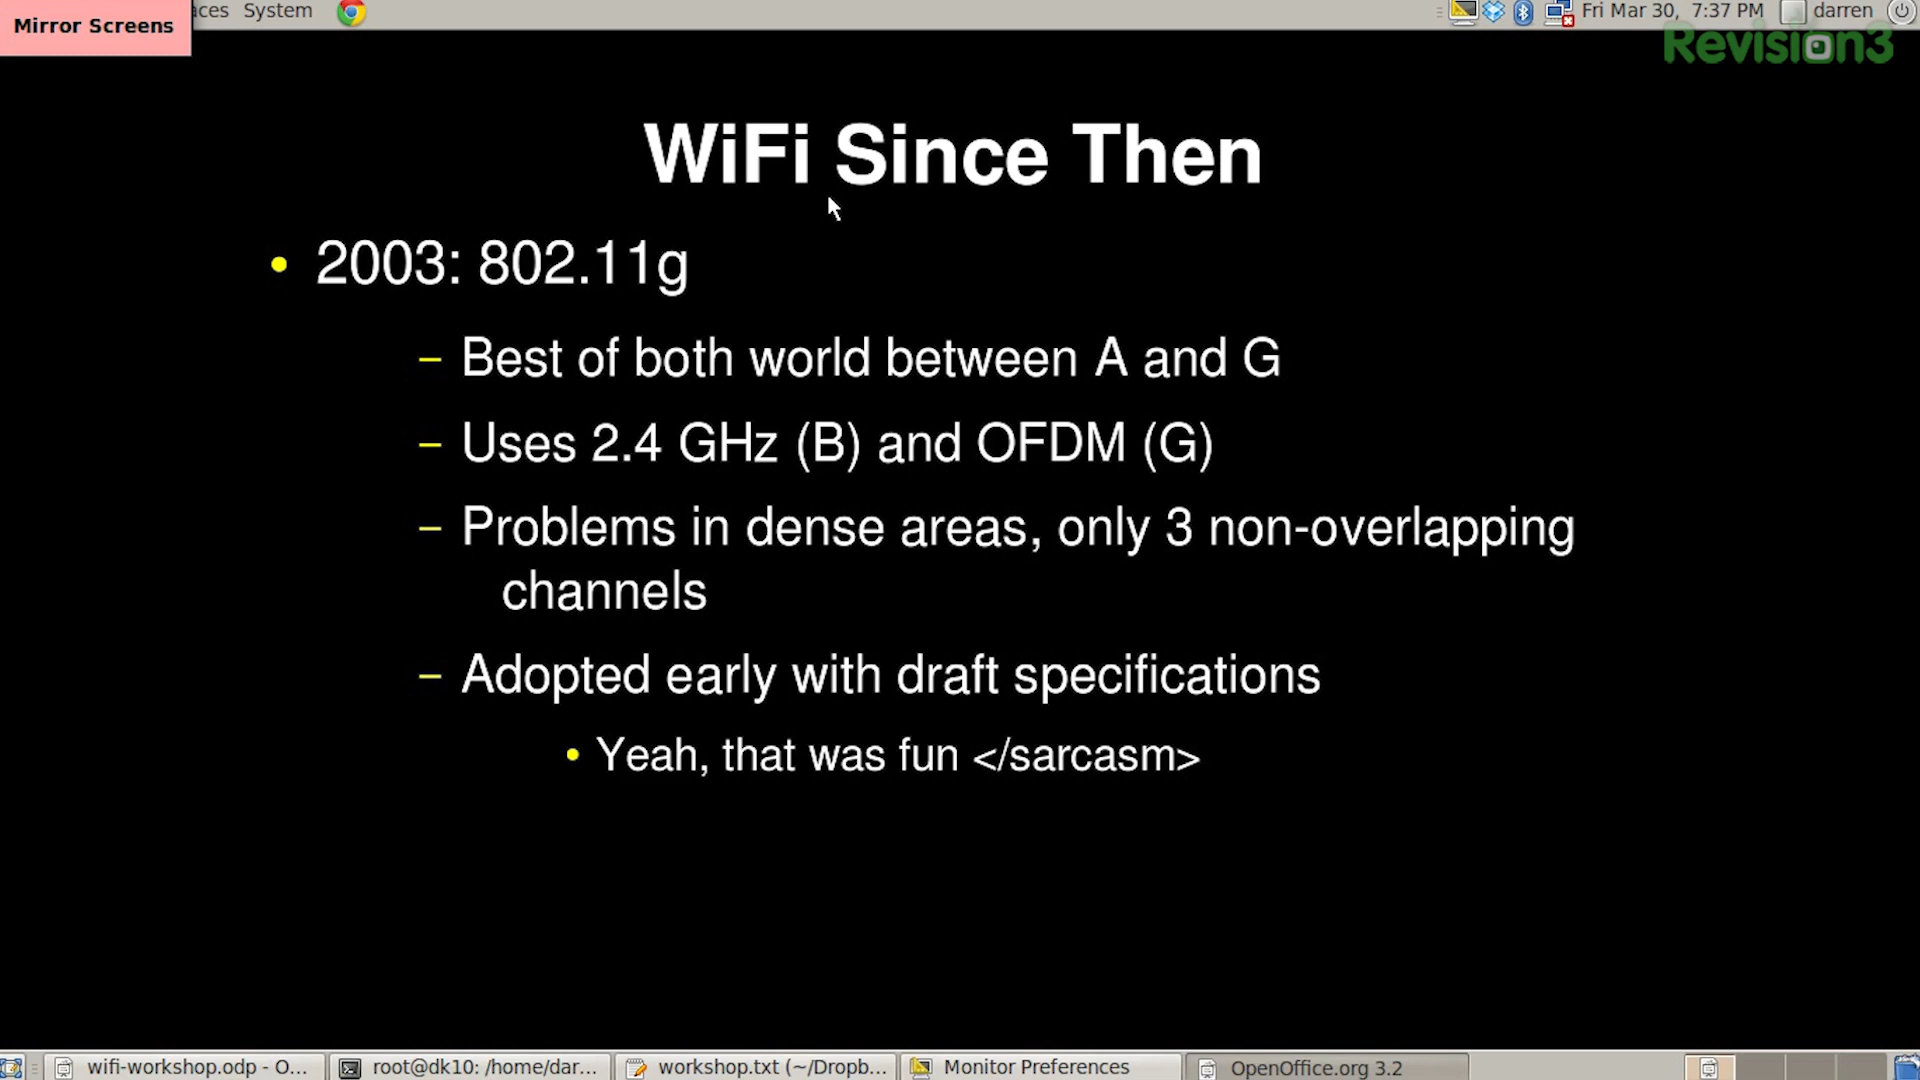 Mirror Screens
aces System
Fri Mar 30, 7:37 PM darren
Revision3
WiFi Since Then
• 2003: 802.11g
– Best of both world between A and G
– Uses 2.4 GHz (B) and OFDM (G)
– Problems in dense areas, only 3 non-overlapping
channels
– Adopted early with draft specifications
• Yeah, that was fun </sarcasm>
wifi-workshop.odp - O... root@dk10: /home/dar... workshop.txt (~/Dropb... Monitor Preferences OpenOffice.org 3.2